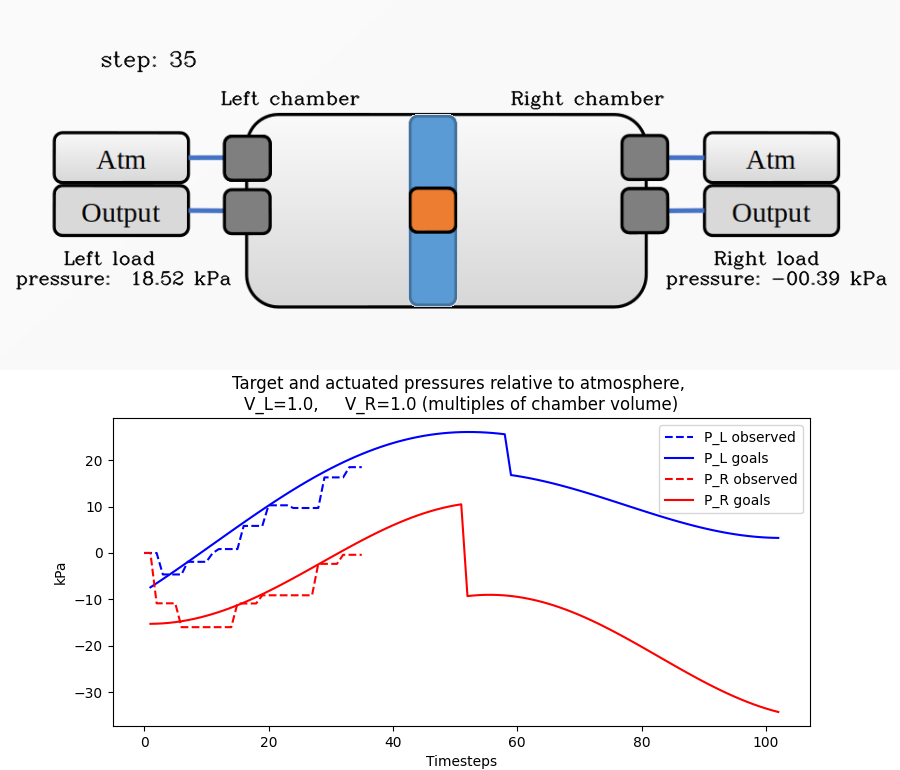 step: 35
Left chamber
Right chamber
Atm
Atm
Output
Output
Left load
pressure: 18.52 kPa
Right load
pressure: −00.39 kPa
Target and actuated pressures relative to atmosphere,
V_L=1.0, V_R=1.0 (multiples of chamber volume)
P_L observed
P_L goals
P_R observed
P_R goals
kPa
20
10
0
−10
−20
−30
0 20 40 60 80 100
Timesteps